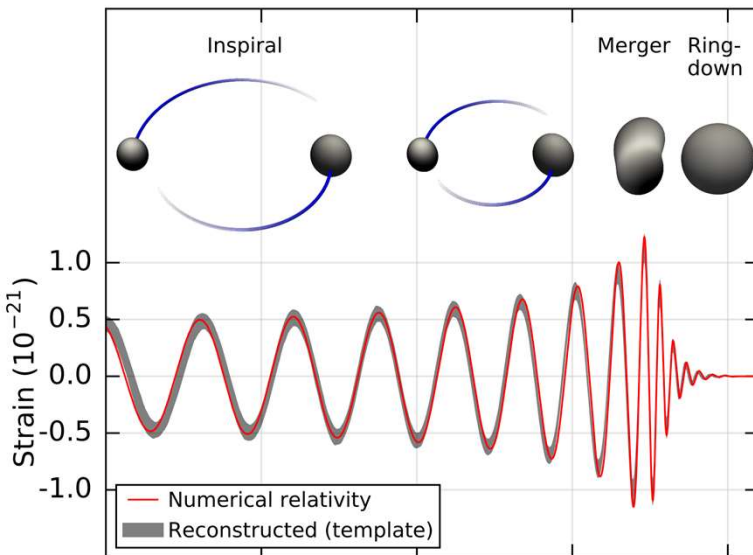 Inspiral
Merger
Ring-
down
1.0
0.5
0.0
-0.5
-1.0
Strain (10⁻²¹)
Numerical relativity
Reconstructed (template)